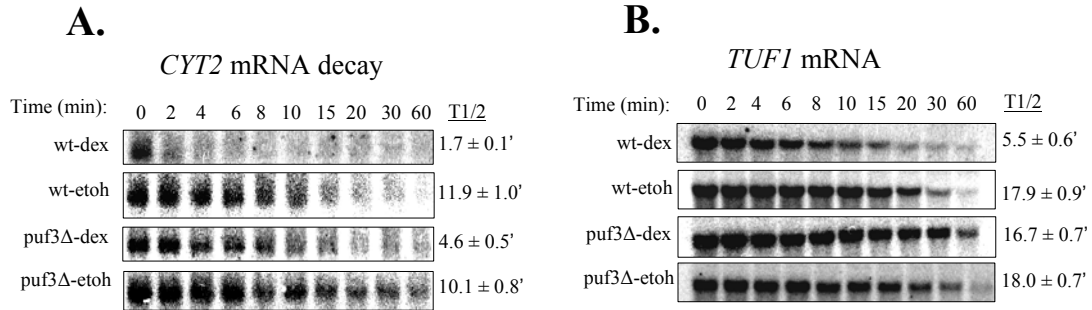 A.
CYT2 mRNA decay
Time (min): 0 2 4 6 8 10 15 20 30 60 T1/2
wt-dex 1.7 ± 0.1’
wt-etoh 11.9 ± 1.0’
puf3Δ-dex 4.6 ± 0.5’
puf3Δ-etoh 10.1 ± 0.8’
B.
TUF1 mRNA
Time (min): 0 2 4 6 8 10 15 20 30 60 T1/2
wt-dex 5.5 ± 0.6’
wt-etoh 17.9 ± 0.9’
puf3Δ-dex 16.7 ± 0.7’
puf3Δ-etoh 18.0 ± 0.7’